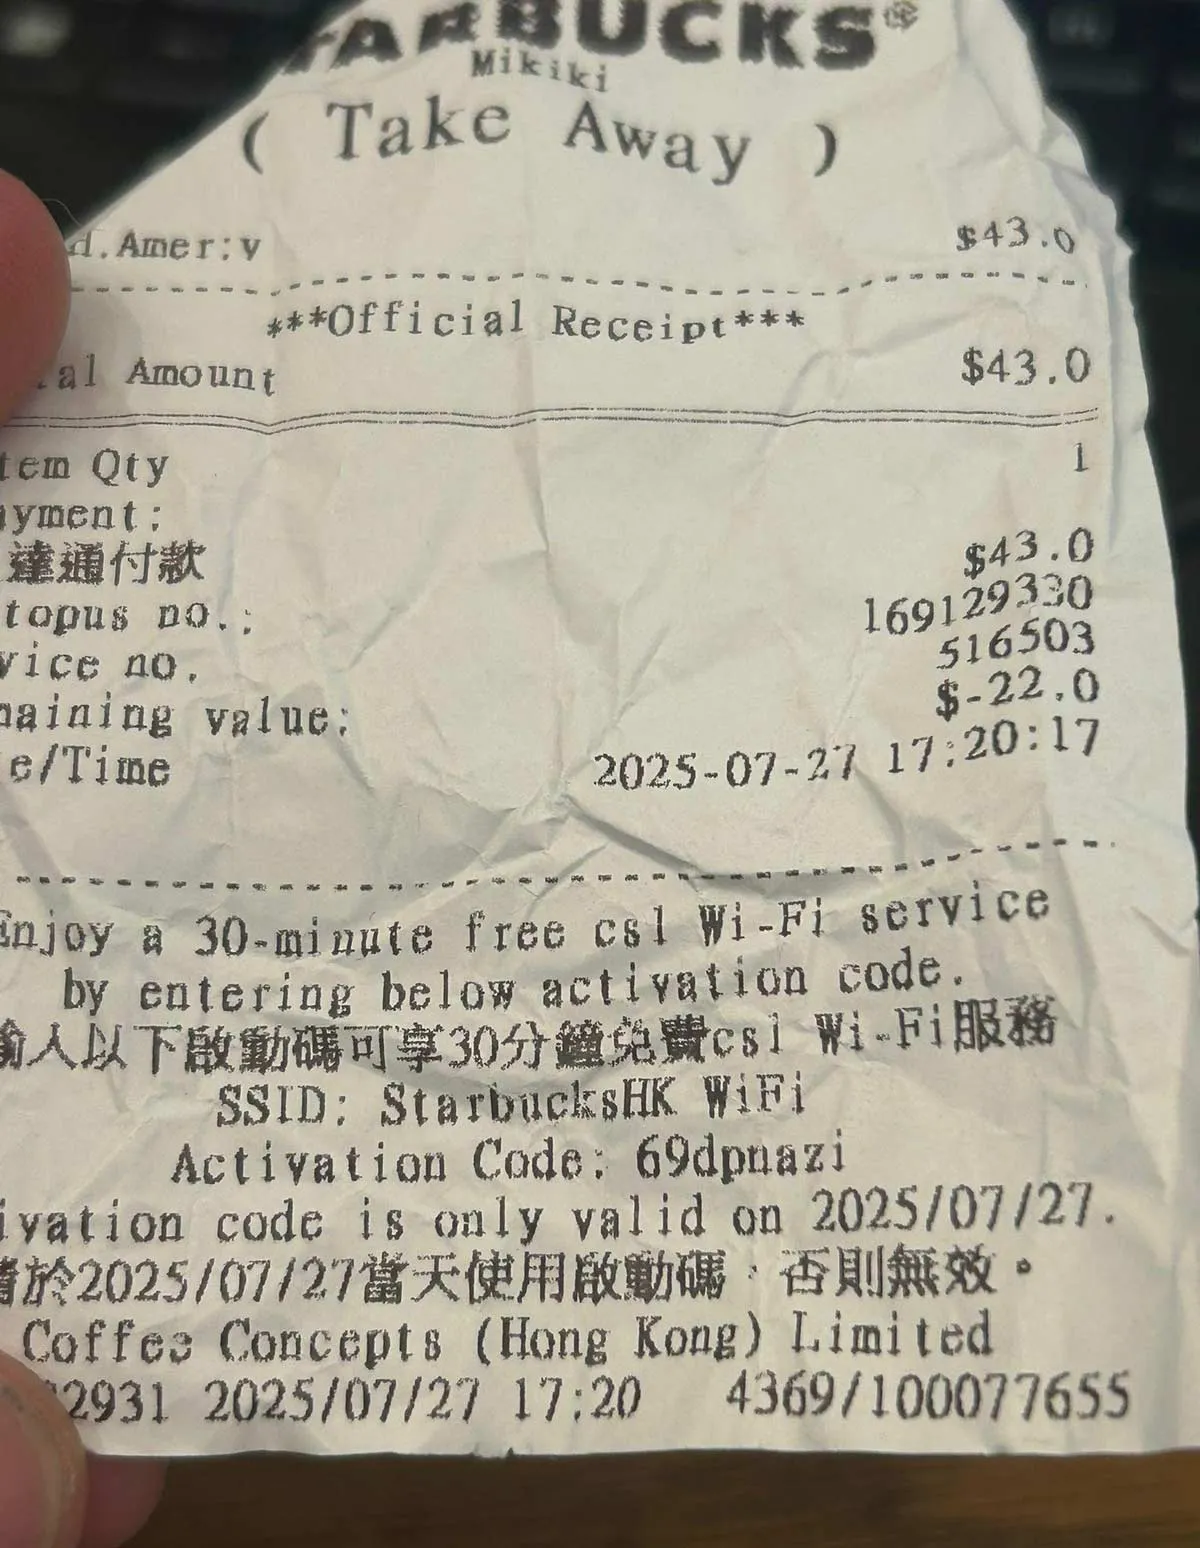 TARBUCKS®
Mikiki
( Take Away )
d.Amer:v $43.0
***Official Receipt***
al Amount $43.0
tem Qty 1
ayment:
達通付款 $43.0
topus no.: 169129330
vice no. 516503
maining value: $-22.0
e/Time 2025-07-27 17:20:17
Enjoy a 30-minute free csl Wi-Fi service
by entering below activation code.
輸入以下啟動碼可享30分鐘免費csl Wi-Fi服務
SSID: StarbucksHK WiFi
Activation Code: 69dpnazi
ivation code is only valid on 2025/07/27.
請於2025/07/27當天使用啟動碼，否則無效。
Coffee Concepts (Hong Kong) Limited
2931 2025/07/27 17:20 4369/100077655